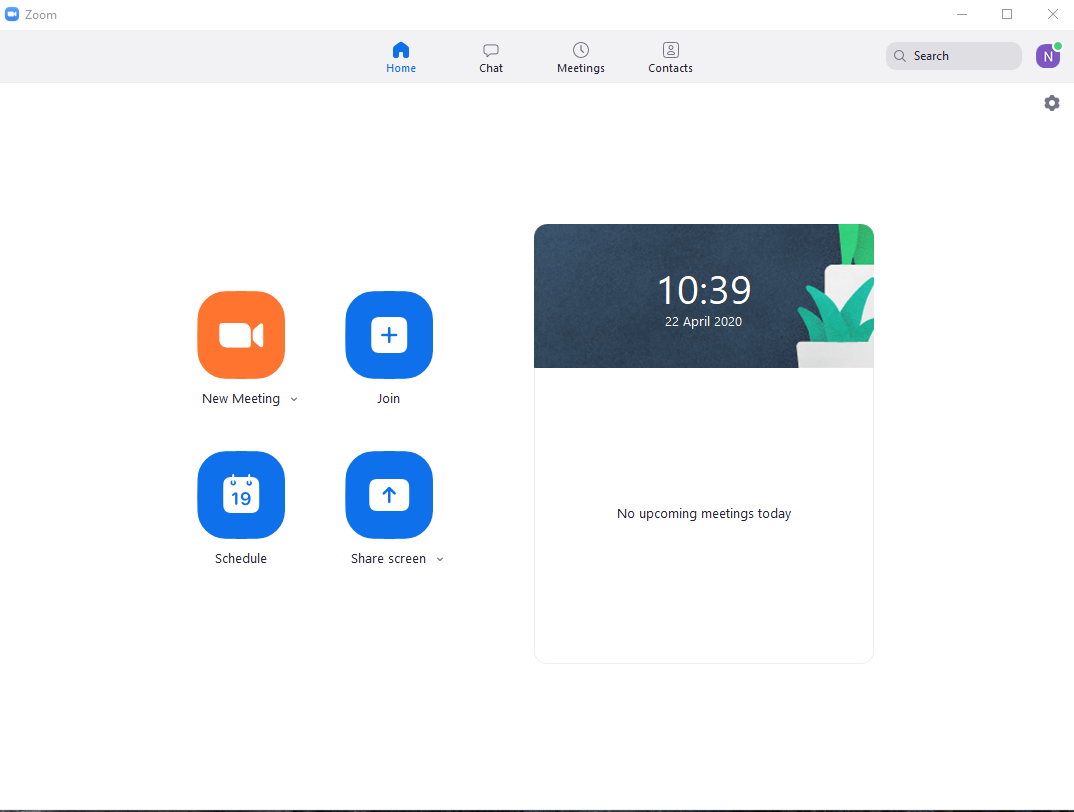 Zoom
Home
Chat
Meetings
Contacts
Search
N
10:39
22 April 2020
New Meeting
Join
19
Schedule
Share screen
No upcoming meetings today